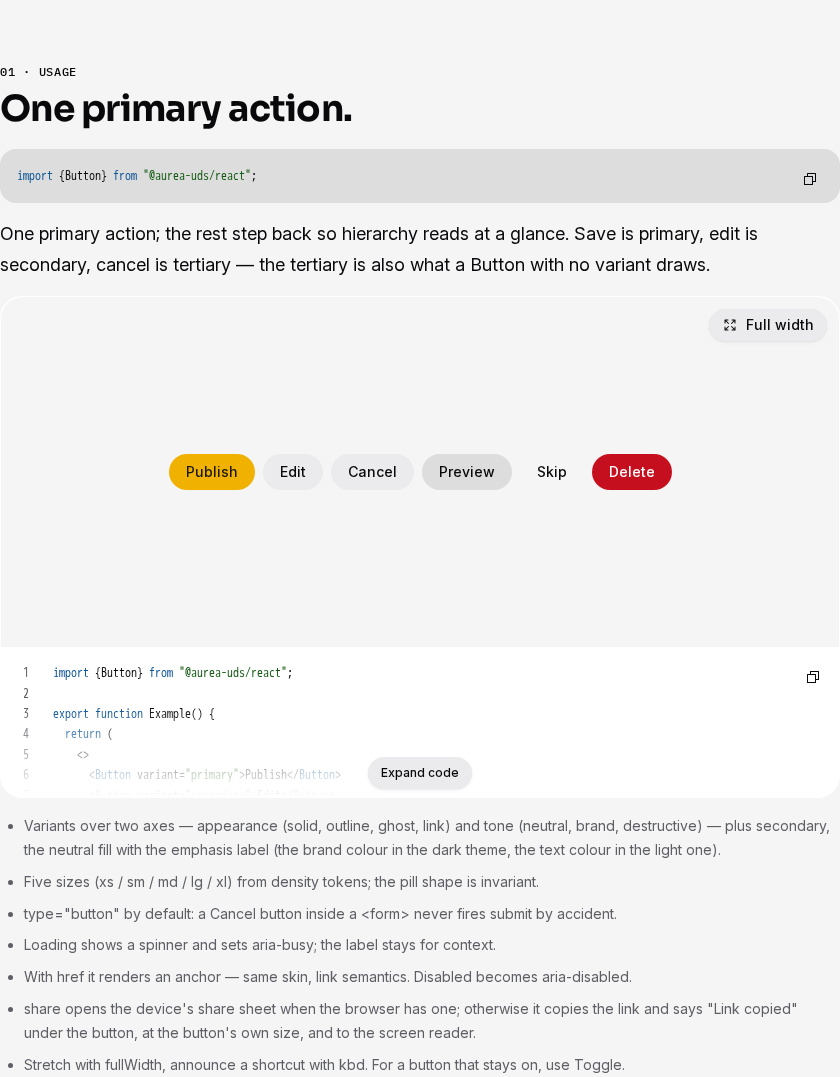 01 · USAGE
One primary action.
import {Button} from "@aurea-uds/react";
One primary action; the rest step back so hierarchy reads at a glance. Save is primary, edit is
secondary, cancel is tertiary — the tertiary is also what a Button with no variant draws.
Full width
Publish Edit Cancel Preview Skip Delete
1 import {Button} from "@aurea-uds/react";
2
3 export function Example() {
4 return (
5 <>
6 <Button variant="primary">Publish</Button>
Expand code
• Variants over two axes — appearance (solid, outline, ghost, link) and tone (neutral, brand, destructive) — plus secondary,
the neutral fill with the emphasis label (the brand colour in the dark theme, the text colour in the light one).
• Five sizes (xs / sm / md / lg / xl) from density tokens; the pill shape is invariant.
• type="button" by default: a Cancel button inside a <form> never fires submit by accident.
• Loading shows a spinner and sets aria-busy; the label stays for context.
• With href it renders an anchor — same skin, link semantics. Disabled becomes aria-disabled.
• share opens the device's share sheet when the browser has one; otherwise it copies the link and says "Link copied"
under the button, at the button's own size, and to the screen reader.
• Stretch with fullWidth, announce a shortcut with kbd. For a button that stays on, use Toggle.